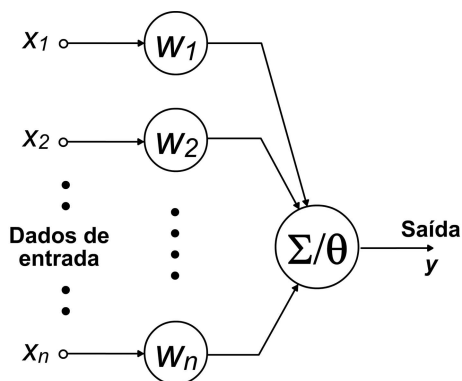 x1
w1
x2
w2
Dados de
entrada
Σ/θ
Saída
y
xn
wn